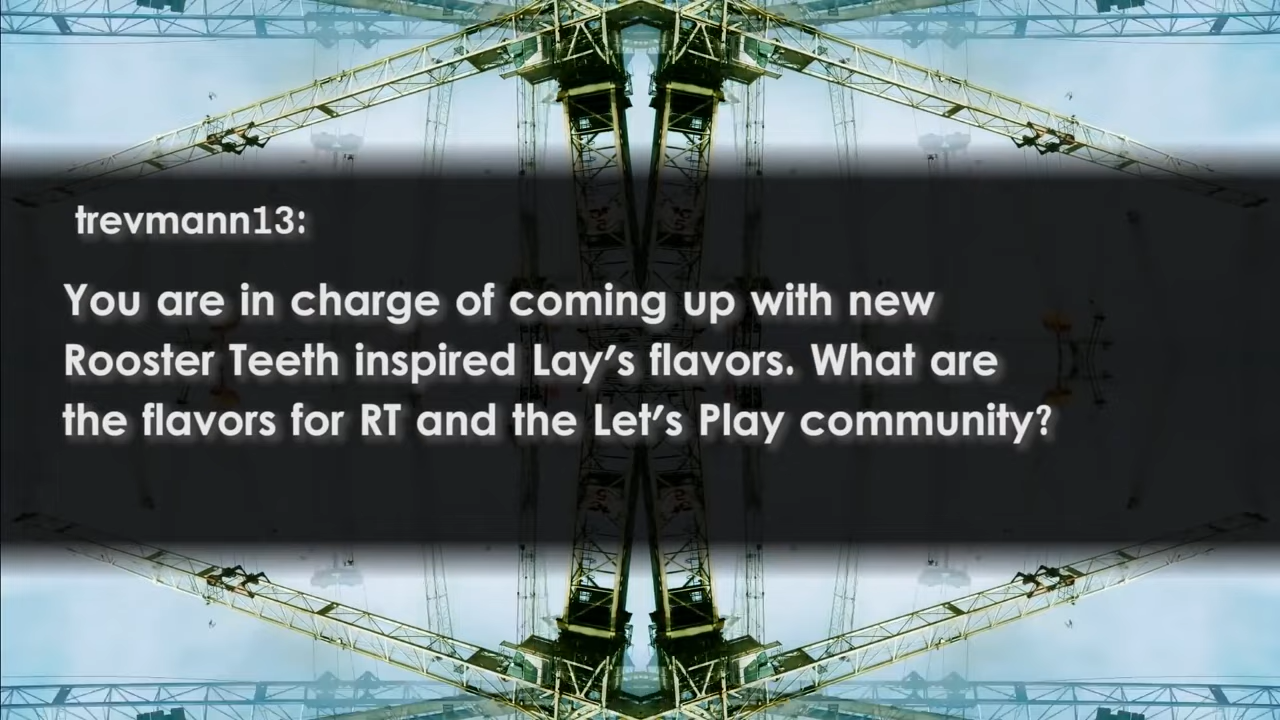 trevmann13:
You are in charge of coming up with new
Rooster Teeth inspired Lay's flavors. What are
the flavors for RT and the Let's Play community?